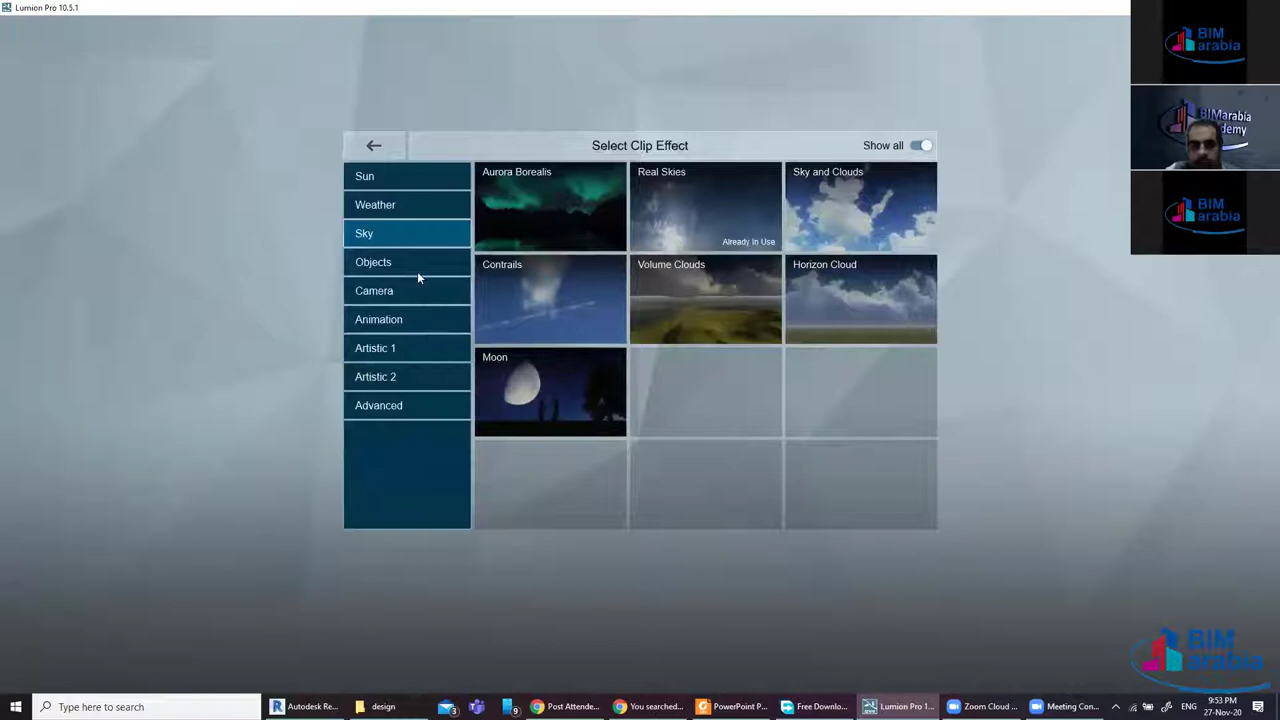 Lumion Pro 10.5.1
BIM
arabia
BIMarabia
BIM
arabia
Select Clip Effect
Show all
Sun
Weather
Sky
Objects
Camera
Animation
Artistic 1
Artistic 2
Advanced
Aurora Borealis
Real Skies
Already In Use
Sky and Clouds
Contrails
Volume Clouds
Horizon Cloud
Moon
BIM
arabia
Type here to search
Autodesk Re...
design
3
9
Post Attende...
You searched...
PowerPoint P...
Free Downlo...
Lumion Pro 1...
Zoom Cloud ...
Meeting Con...
ENG
9:53 PM
27-Nov-20